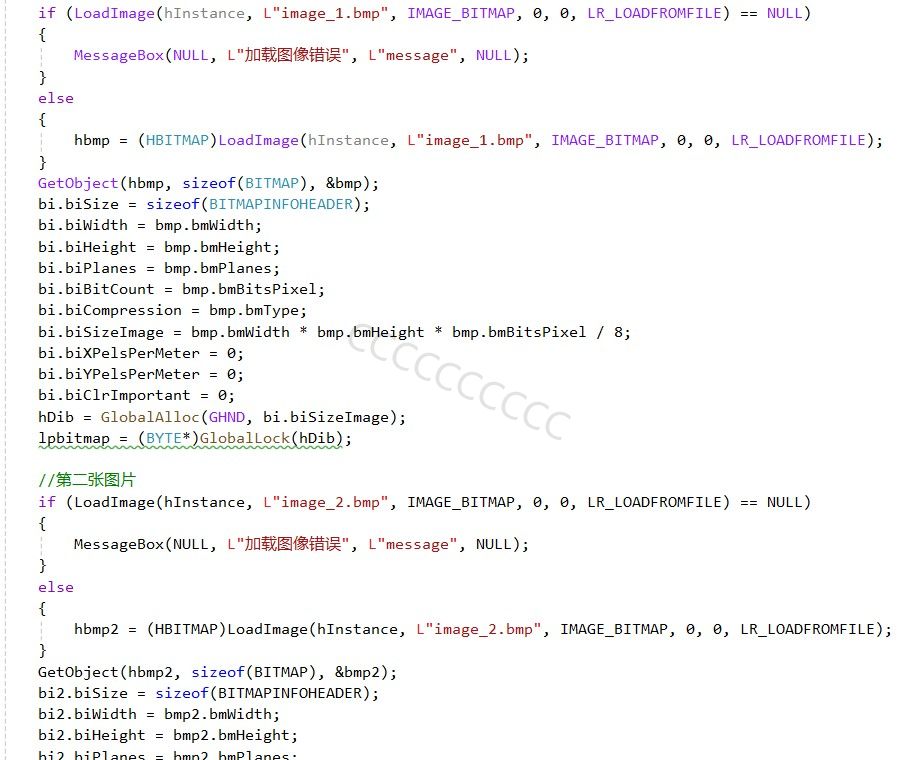 if (LoadImage(hInstance, L"image_1.bmp", IMAGE_BITMAP, 0, 0, LR_LOADFROMFILE) == NULL)
{
MessageBox(NULL, L"加载图像错误", L"message", NULL);
}
else
{
hbmp = (HBITMAP)LoadImage(hInstance, L"image_1.bmp", IMAGE_BITMAP, 0, 0, LR_LOADFROMFILE);
}
GetObject(hbmp, sizeof(BITMAP), &bmp);
bi.biSize = sizeof(BITMAPINFOHEADER);
bi.biWidth = bmp.bmWidth;
bi.biHeight = bmp.bmHeight;
bi.biPlanes = bmp.bmPlanes;
bi.biBitCount = bmp.bmBitsPixel;
bi.biCompression = bmp.bmType;
bi.biSizeImage = bmp.bmWidth * bmp.bmHeight * bmp.bmBitsPixel / 8;
bi.biXPelsPerMeter = 0;
bi.biYPelsPerMeter = 0;
bi.biClrImportant = 0;
hDib = GlobalAlloc(GHND, bi.biSizeImage);
lpbitmap = (BYTE*)GlobalLock(hDib);
cccccccccc
//第二张图片
if (LoadImage(hInstance, L"image_2.bmp", IMAGE_BITMAP, 0, 0, LR_LOADFROMFILE) == NULL)
{
MessageBox(NULL, L"加载图像错误", L"message", NULL);
}
else
{
hbmp2 = (HBITMAP)LoadImage(hInstance, L"image_2.bmp", IMAGE_BITMAP, 0, 0, LR_LOADFROMFILE);
}
GetObject(hbmp2, sizeof(BITMAP), &bmp2);
bi2.biSize = sizeof(BITMAPINFOHEADER);
bi2.biWidth = bmp2.bmWidth;
bi2.biHeight = bmp2.bmHeight;
bi2.biPlanes = bmp2.bmPlanes;